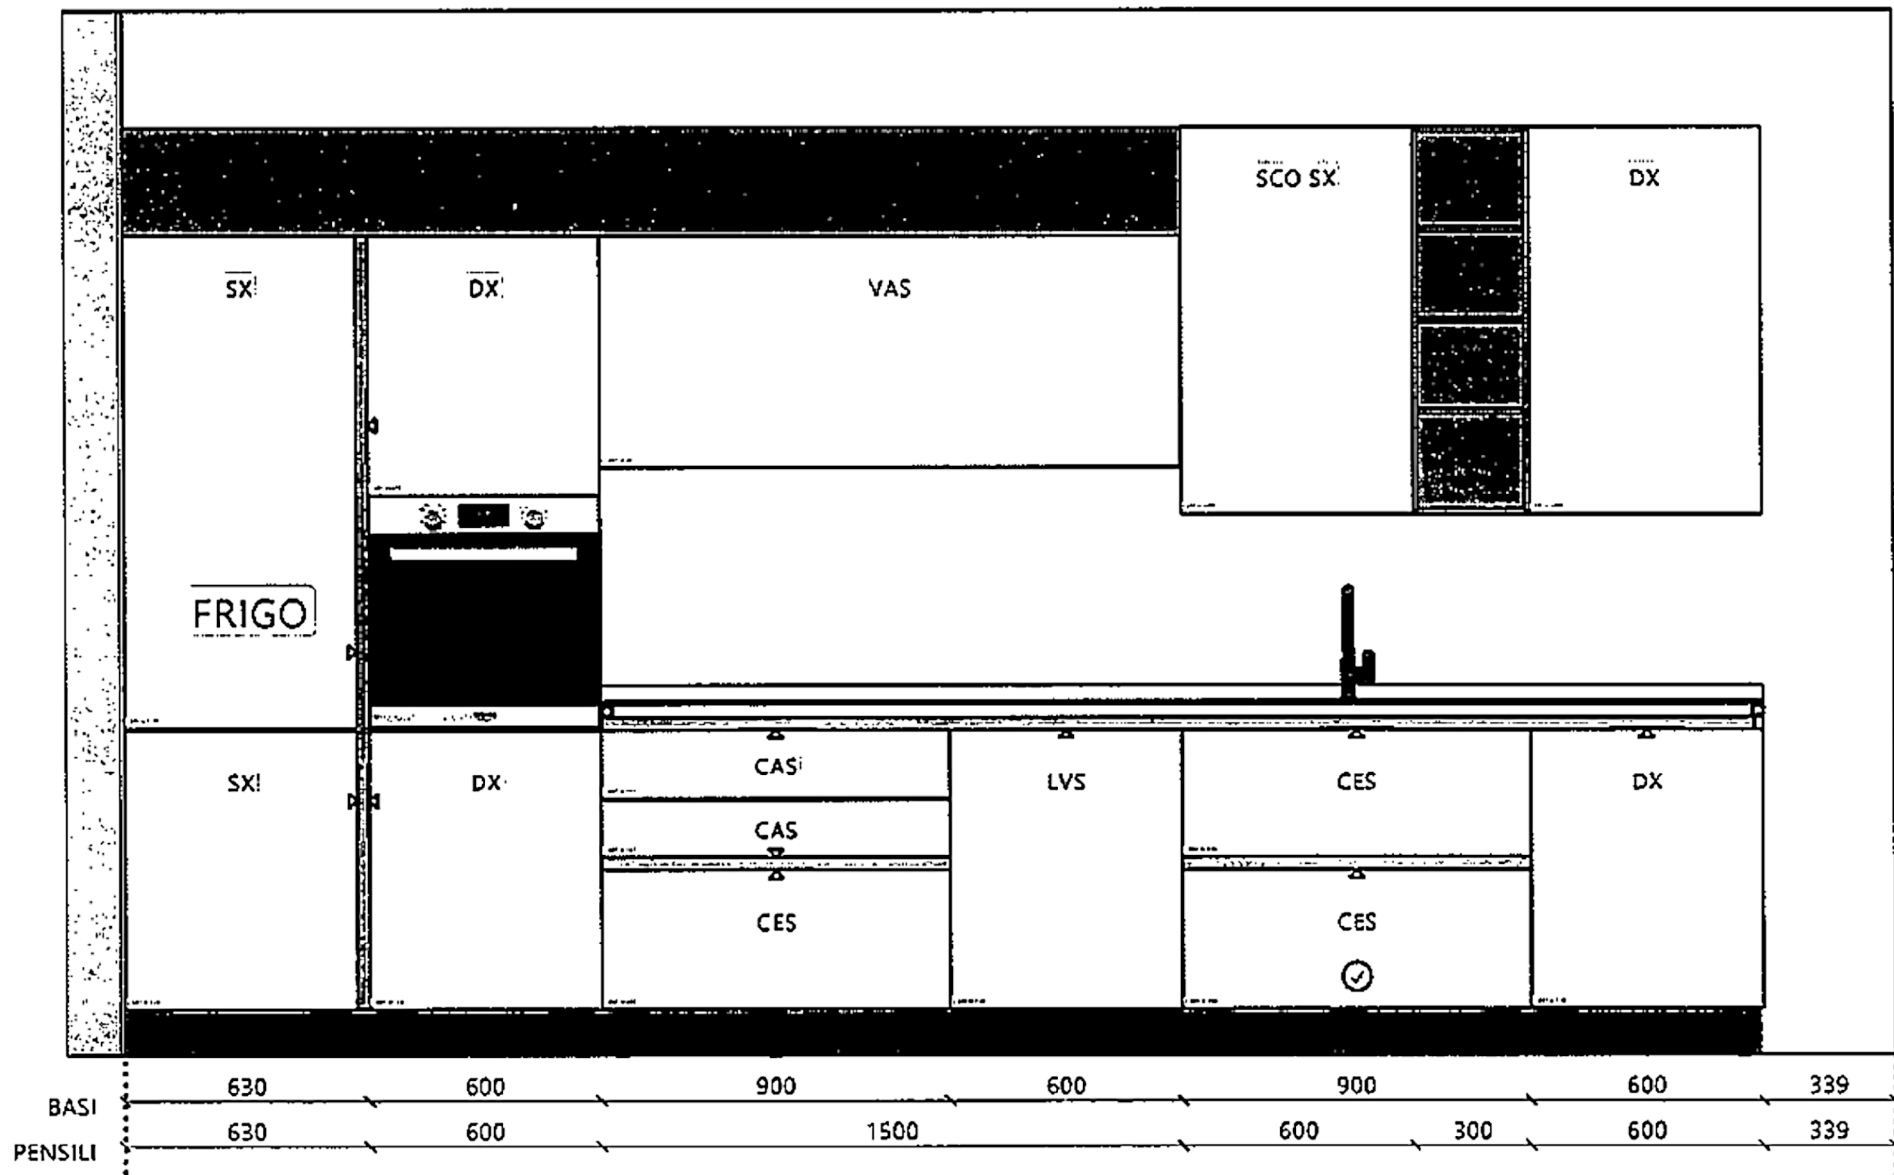 SCO SX
DX
SX
DX
VAS
FRIGO
CAS
SX
DX
LVS
CES
DX
CAS
CES
CES
630 600 900 600 900 600 339
BASI
630 600 1500 600 300 600 339
PENSILI